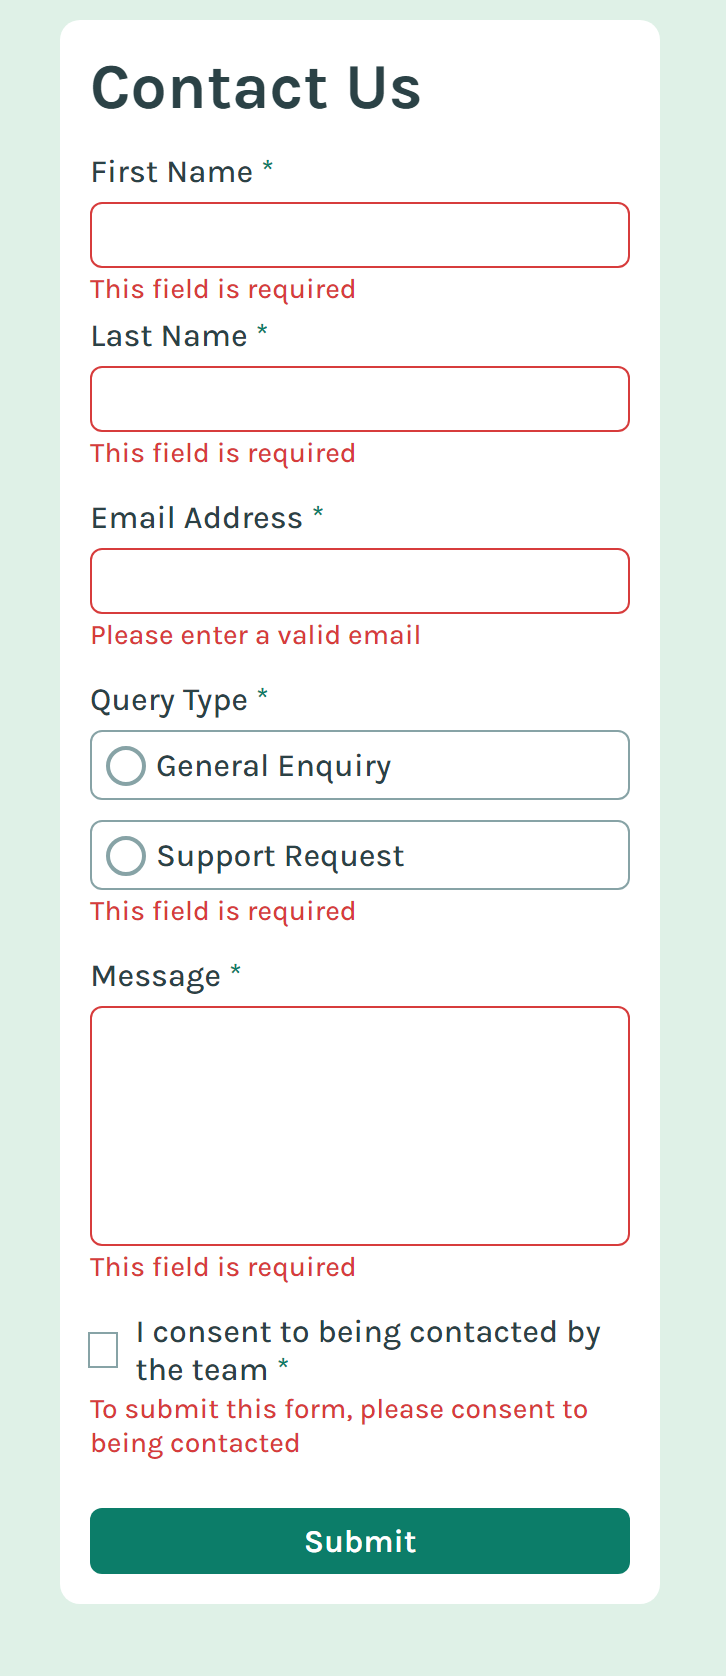 Contact Us
First Name *
This field is required
Last Name *
This field is required
Email Address *
Please enter a valid email
Query Type *
General Enquiry
Support Request
This field is required
Message *
This field is required
I consent to being contacted by
the team *
To submit this form, please consent to
being contacted
Submit